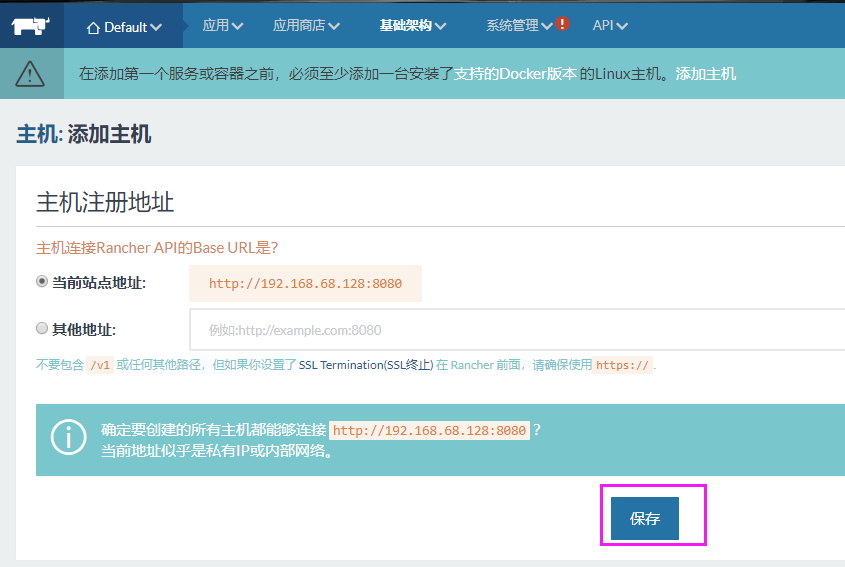 Default 应用 应用商店 基础架构 系统管理 ! API
在添加第一个服务或容器之前，必须至少添加一台安装了支持的Docker版本 的Linux主机。添加主机
主机: 添加主机
主机注册地址
主机连接Rancher API的Base URL是?
当前站点地址: http://192.168.68.128:8080
其他地址: 例如:http://example.com:8080
不要包含 /v1 或任何其他路径，但如果你设置了 SSL Termination(SSL终止) 在 Rancher 前面，请确保使用 https:// .
确定要创建的所有主机都能够连接 http://192.168.68.128:8080 ?
当前地址似乎是私有IP或内部网络。
保存